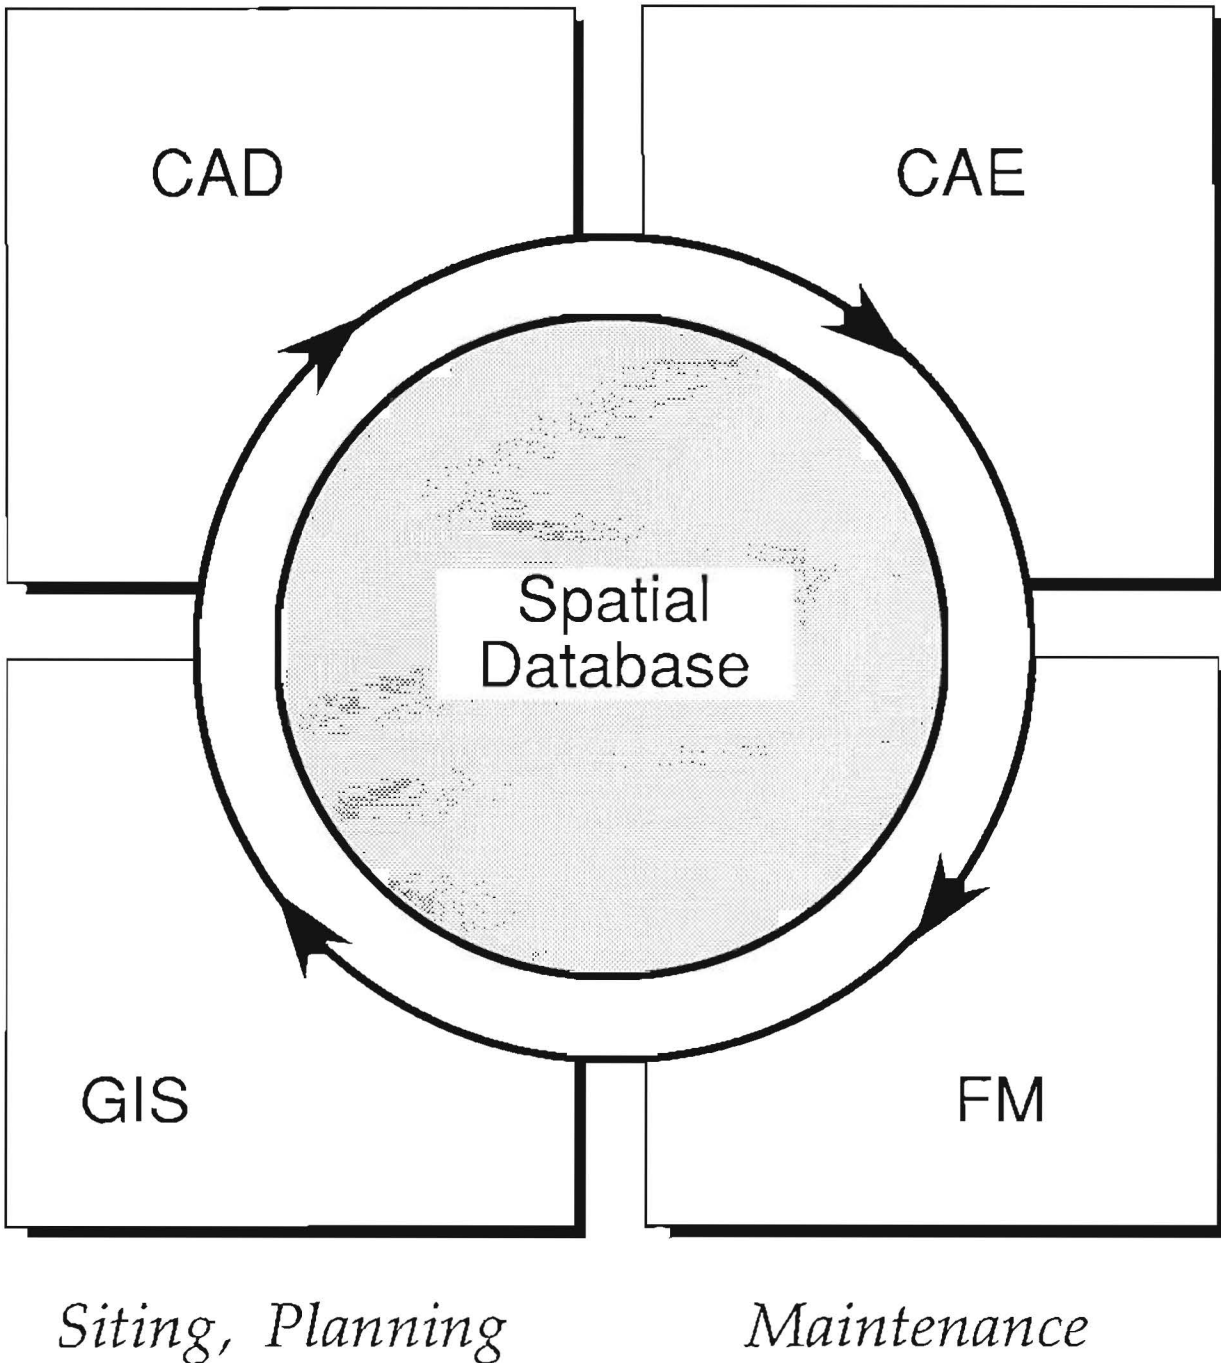 CAD
CAE
Spatial
Database
GIS
FM
Siting, Planning
Maintenance